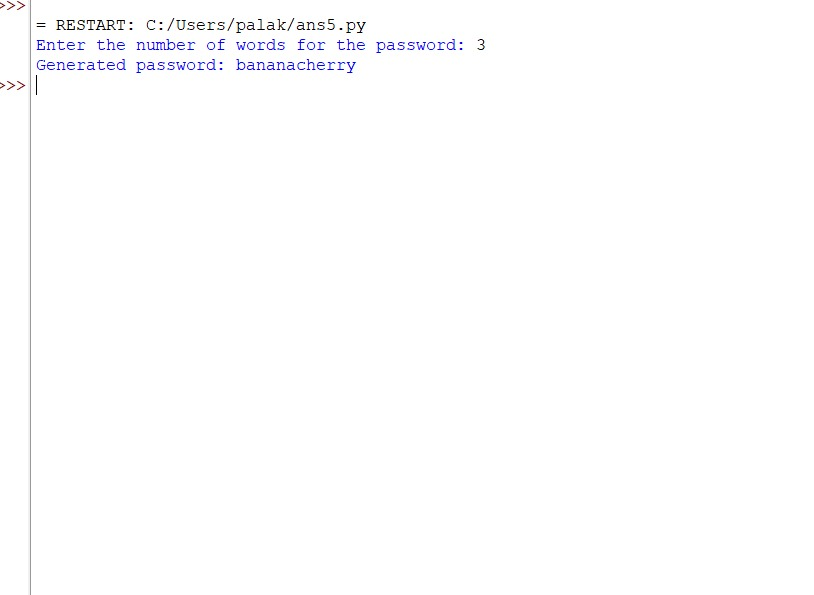 >>>
= RESTART: C:/Users/palak/ans5.py
Enter the number of words for the password: 3
Generated password: bananacherry
>>>